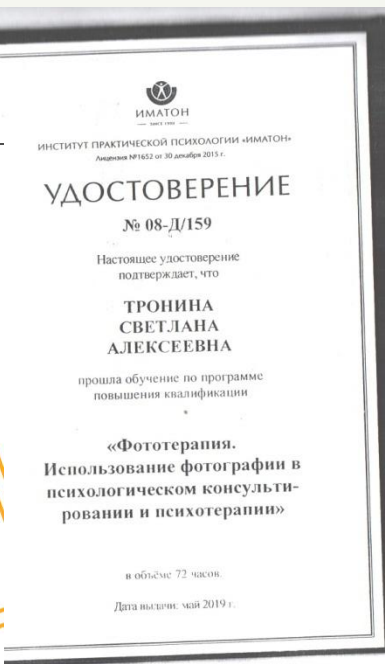 ИМАТОН
SINCE 1990
ИНСТИТУТ ПРАКТИЧЕСКОЙ ПСИХОЛОГИИ «ИМАТОН»
Лицензия №1652 от 30 декабря 2015 г.
УДОСТОВЕРЕНИЕ
№ 08-Д/159
Настоящее удостоверение
подтверждает, что
ТРОНИНА
СВЕТЛАНА
АЛЕКСЕЕВНА
прошла обучение по программе
повышения квалификации
«Фототерапия.
Использование фотографии в
психологическом консульти-
ровании и психотерапии»
в объёме 72 часов.
Дата выдачи: май 2019 г.